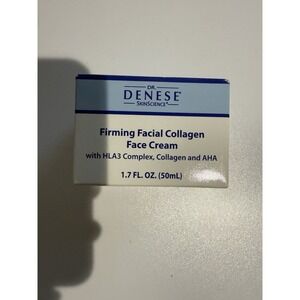 DR.
DENESE®
SKINSCIENCE®
Firming Facial Collagen
Face Cream
with HLA3 Complex, Collagen and AHA
1.7 FL. OZ. (50mL)